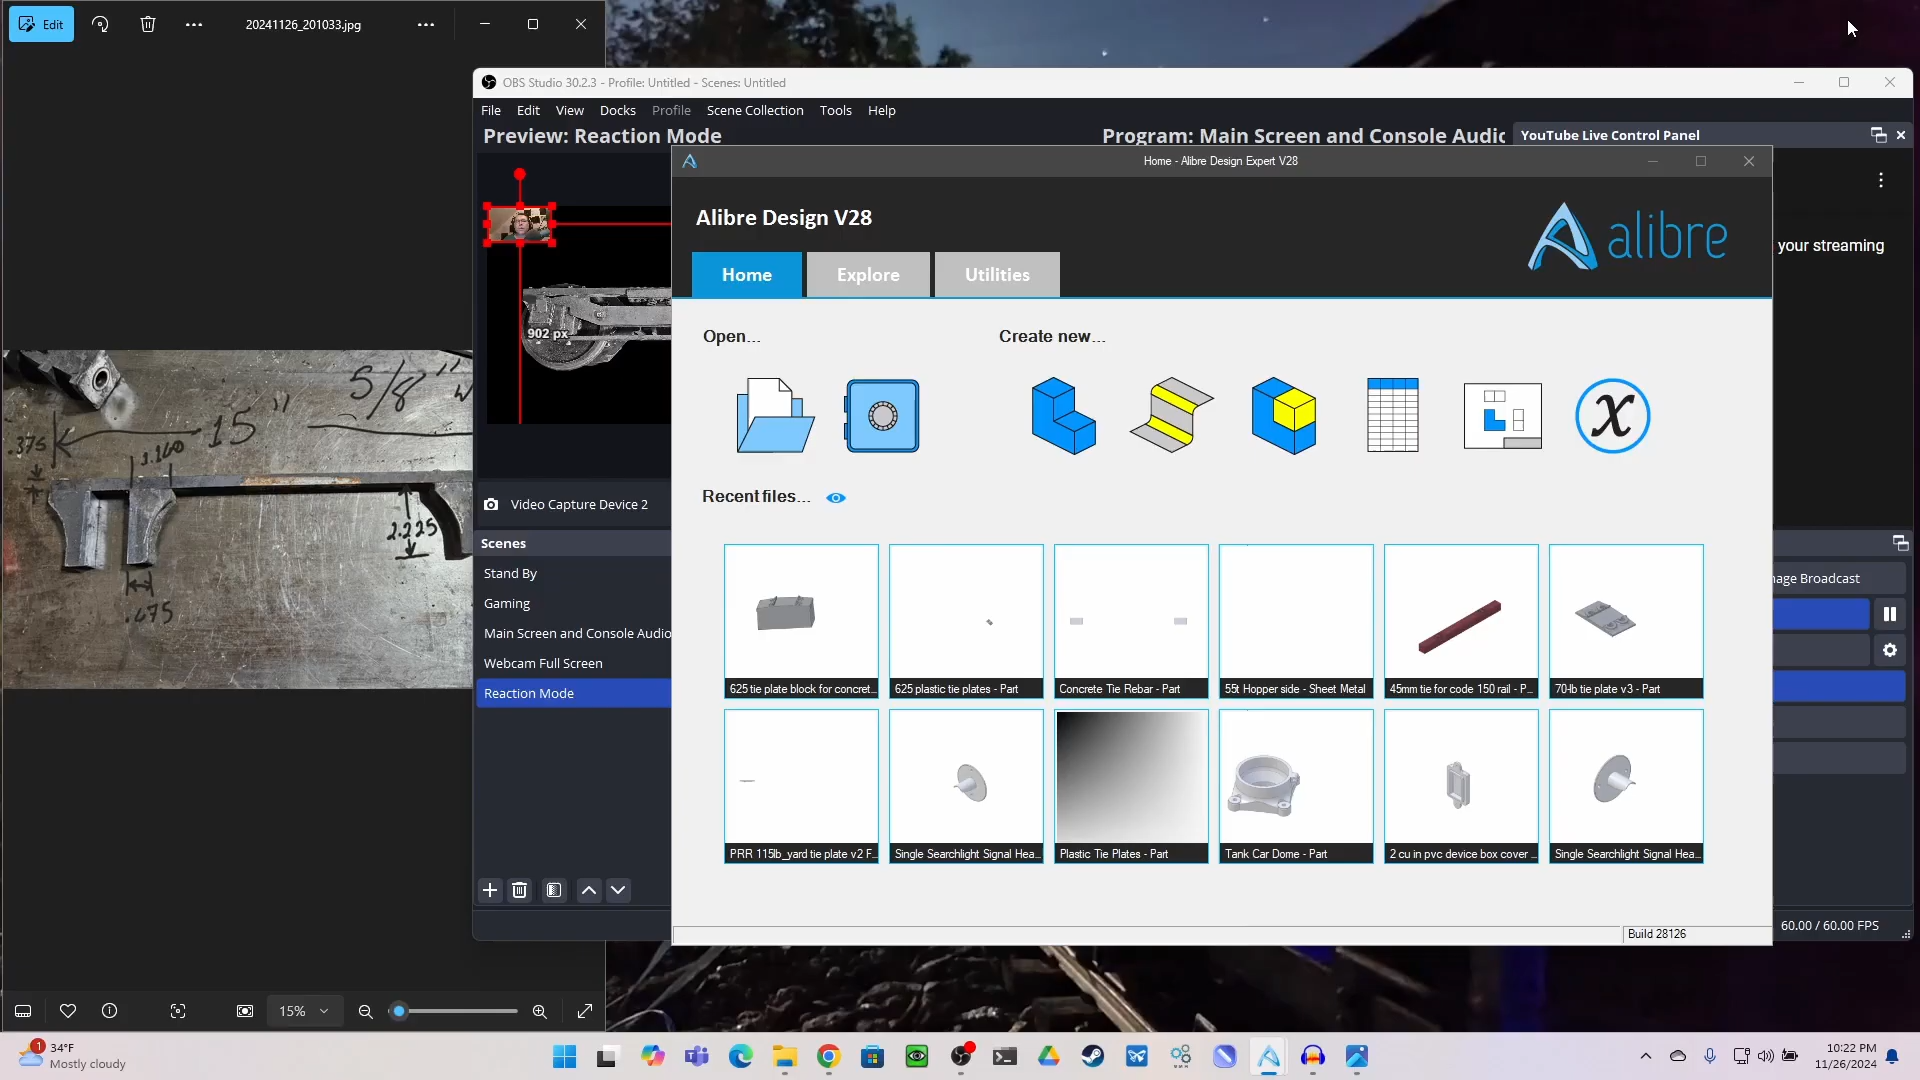 Edit
20241126_201033.jpg
OBS Studio 30.2.3 - Profile: Untitled - Scenes: Untitled
File Edit View Docks Profile Scene Collection Tools Help
Preview: Reaction Mode
Program: Main Screen and Console Audio
YouTube Live Control Panel
Home - Alibre Design Expert V28
Alibre Design V28
alibre
your streaming
Home
Explore
Utilities
Open...
Create new...
902 px
5/8"
15"
.375
2.225
.675
Recent files...
Video Capture Device 2
Scenes
Stand By
Gaming
Main Screen and Console Audio
Webcam Full Screen
Reaction Mode
625 tie plate block for concret...
625 plastic tie plates - Part
Concrete Tie Rebar - Part
55t Hopper side - Sheet Metal
45mm tie for code 150 rail - P...
70-lb tie plate v3 - Part
PRR 115lb_yard tie plate v2 F...
Single Searchlight Signal Hea...
Plastic Tie Plates - Part
Tank Car Dome - Part
2 cu in pvc device box cover ...
Single Searchlight Signal Hea...
nage Broadcast
60.00 / 60.00 FPS
Build 28126
15%
1
34°F
Mostly cloudy
10:22 PM
11/26/2024